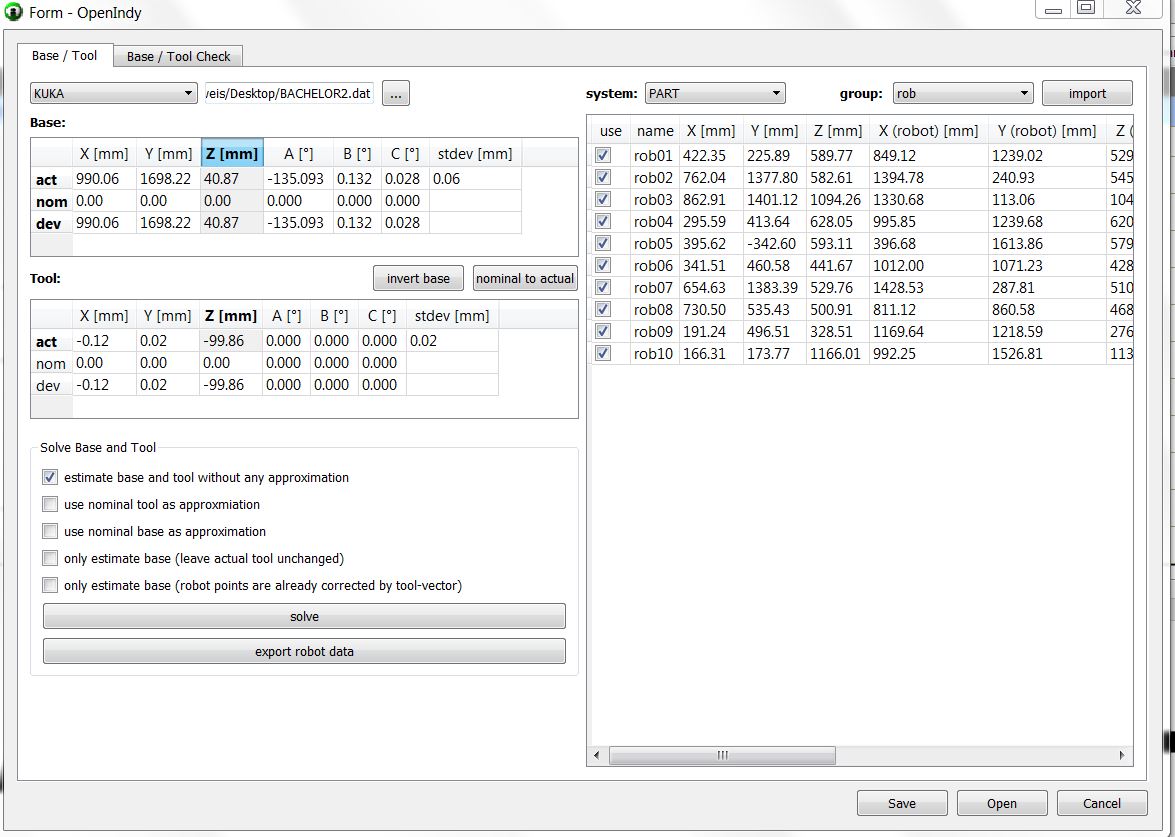 Form - OpenIndy
Base / Tool
Base / Tool Check
KUKA
veis/Desktop/BACHELOR2.dat
...
Base:
X [mm] Y [mm] Z [mm] A [°] B [°] C [°] stdev [mm]
act 990.06 1698.22 40.87 -135.093 0.132 0.028 0.06
nom 0.00 0.00 0.00 0.000 0.000 0.000
dev 990.06 1698.22 40.87 -135.093 0.132 0.028
Tool:
invert base
nominal to actual
X [mm] Y [mm] Z [mm] A [°] B [°] C [°] stdev [mm]
act -0.12 0.02 -99.86 0.000 0.000 0.000 0.02
nom 0.00 0.00 0.00 0.000 0.000 0.000
dev -0.12 0.02 -99.86 0.000 0.000 0.000
Solve Base and Tool
estimate base and tool without any approximation
use nominal tool as approxmiation
use nominal base as approximation
only estimate base (leave actual tool unchanged)
only estimate base (robot points are already corrected by tool-vector)
solve
export robot data
system: PART
group: rob
import
use name X [mm] Y [mm] Z [mm] X (robot) [mm] Y (robot) [mm] Z (
rob01 422.35 225.89 589.77 849.12 1239.02 529
rob02 762.04 1377.80 582.61 1394.78 240.93 545
rob03 862.91 1401.12 1094.26 1330.68 113.06 104
rob04 295.59 413.64 628.05 995.85 1239.68 620
rob05 395.62 -342.60 593.11 396.68 1613.86 579
rob06 341.51 460.58 441.67 1012.00 1071.23 428
rob07 654.63 1383.39 529.76 1428.53 287.81 510
rob08 730.50 535.43 500.91 811.12 860.58 468
rob09 191.24 496.51 328.51 1169.64 1218.59 276
rob10 166.31 173.77 1166.01 992.25 1526.81 113
Save
Open
Cancel